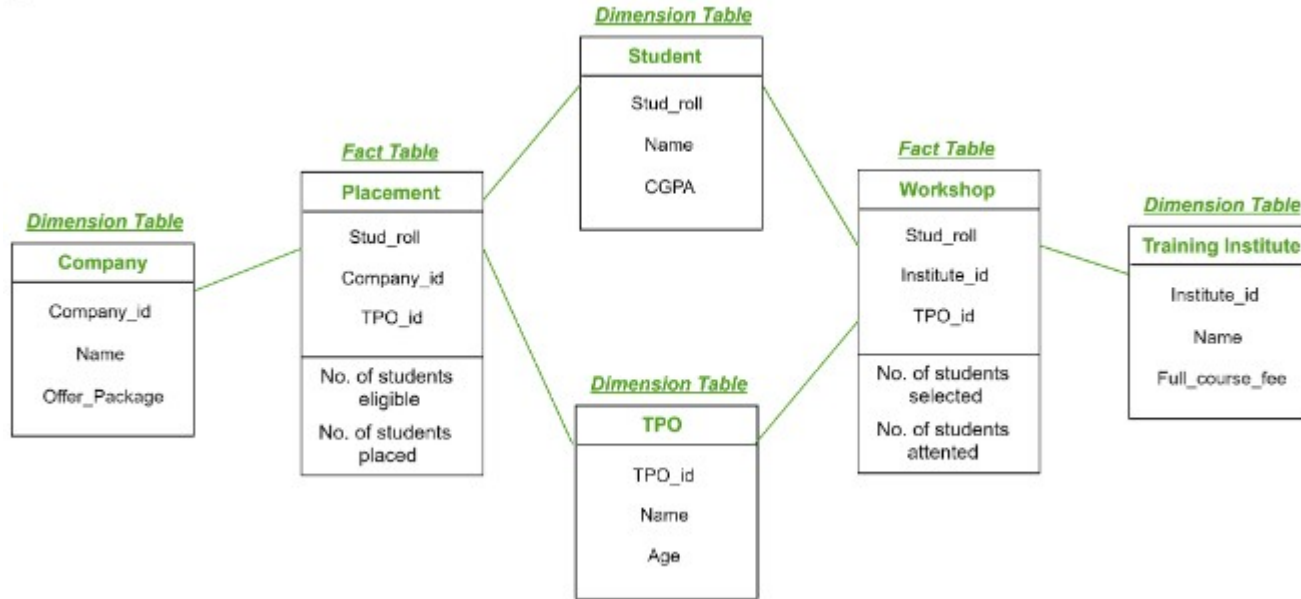 Dimension Table
Student
Stud_roll
Name
CGPA
Fact Table
Placement
Stud_roll
Company_id
TPO_id
No. of students
eligible
No. of students
placed
Fact Table
Workshop
Stud_roll
Institute_id
TPO_id
No. of students
selected
No. of students
attented
Dimension Table
Company
Company_id
Name
Offer_Package
Dimension Table
Training Institute
Institute_id
Name
Full_course_fee
Dimension Table
TPO
TPO_id
Name
Age